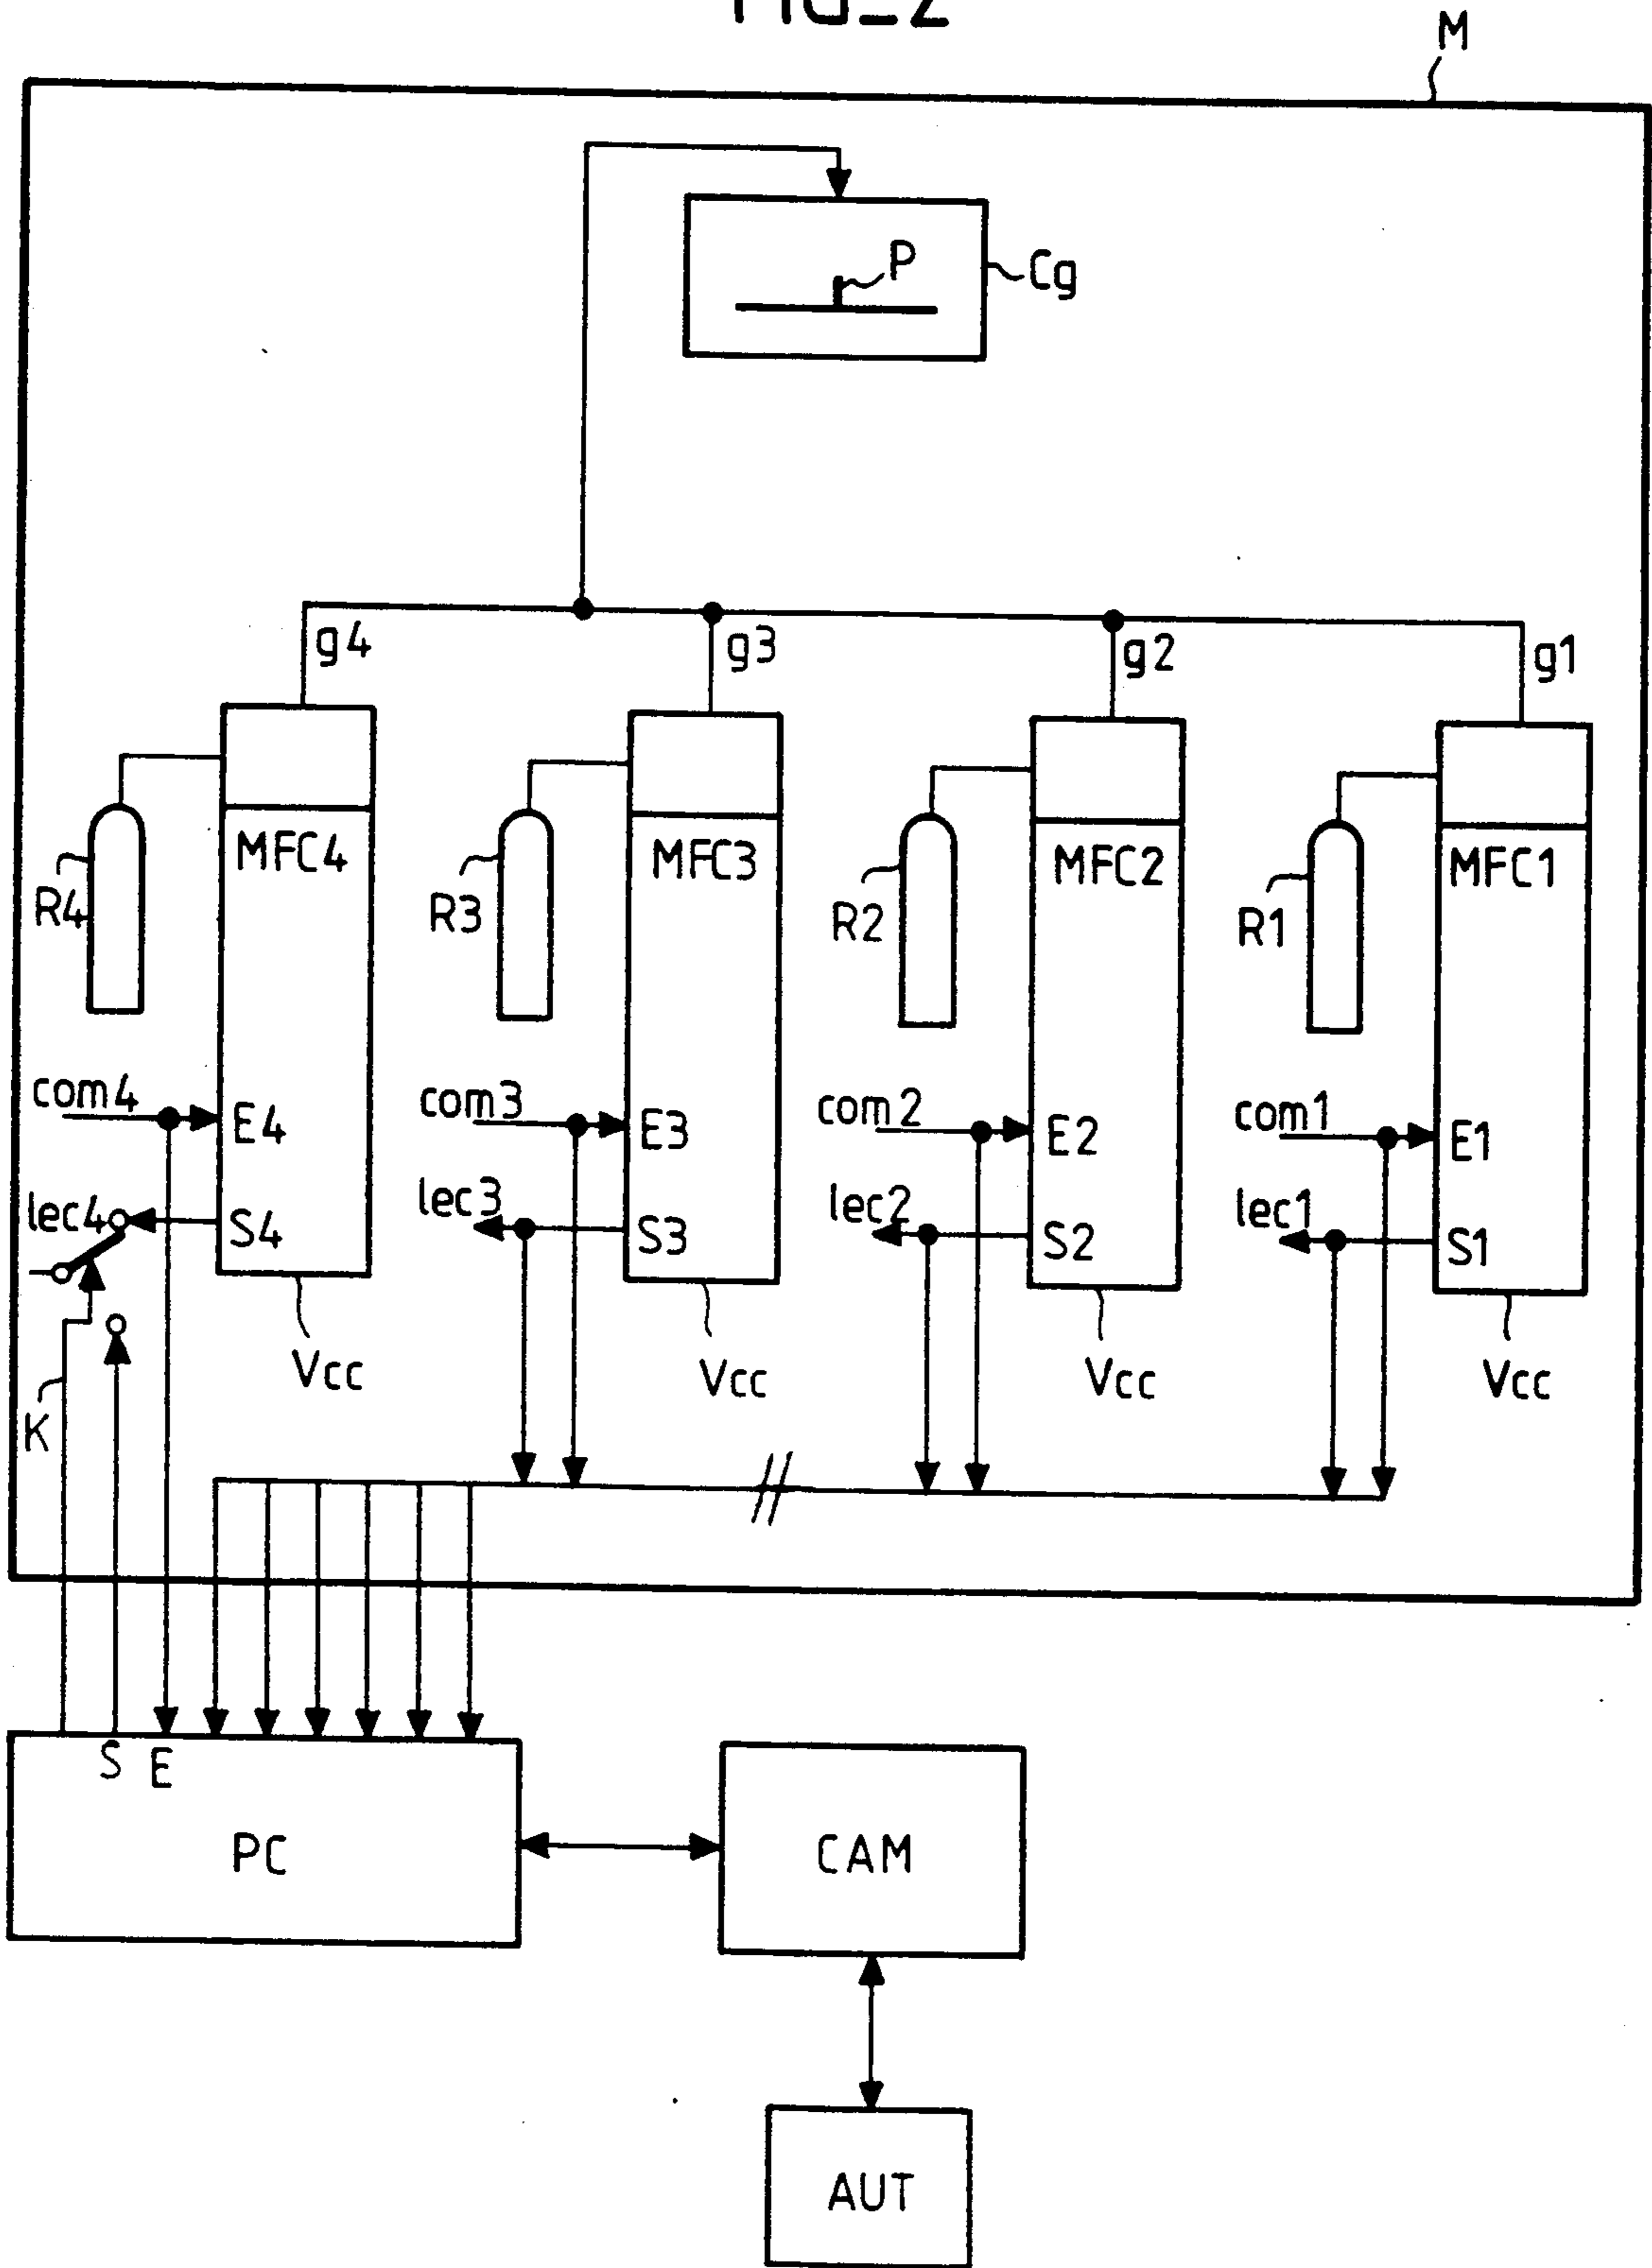 FIG_2
M
P
Cg
g4 g3 g2 g1
MFC4 MFC3 MFC2 MFC1
R4 R3 R2 R1
com4 com3 com2 com1
E4 E3 E2 E1
lec4 lec3 lec2 lec1
S4 S3 S2 S1
Vcc Vcc Vcc Vcc
K
S E
PC CAM
AUT